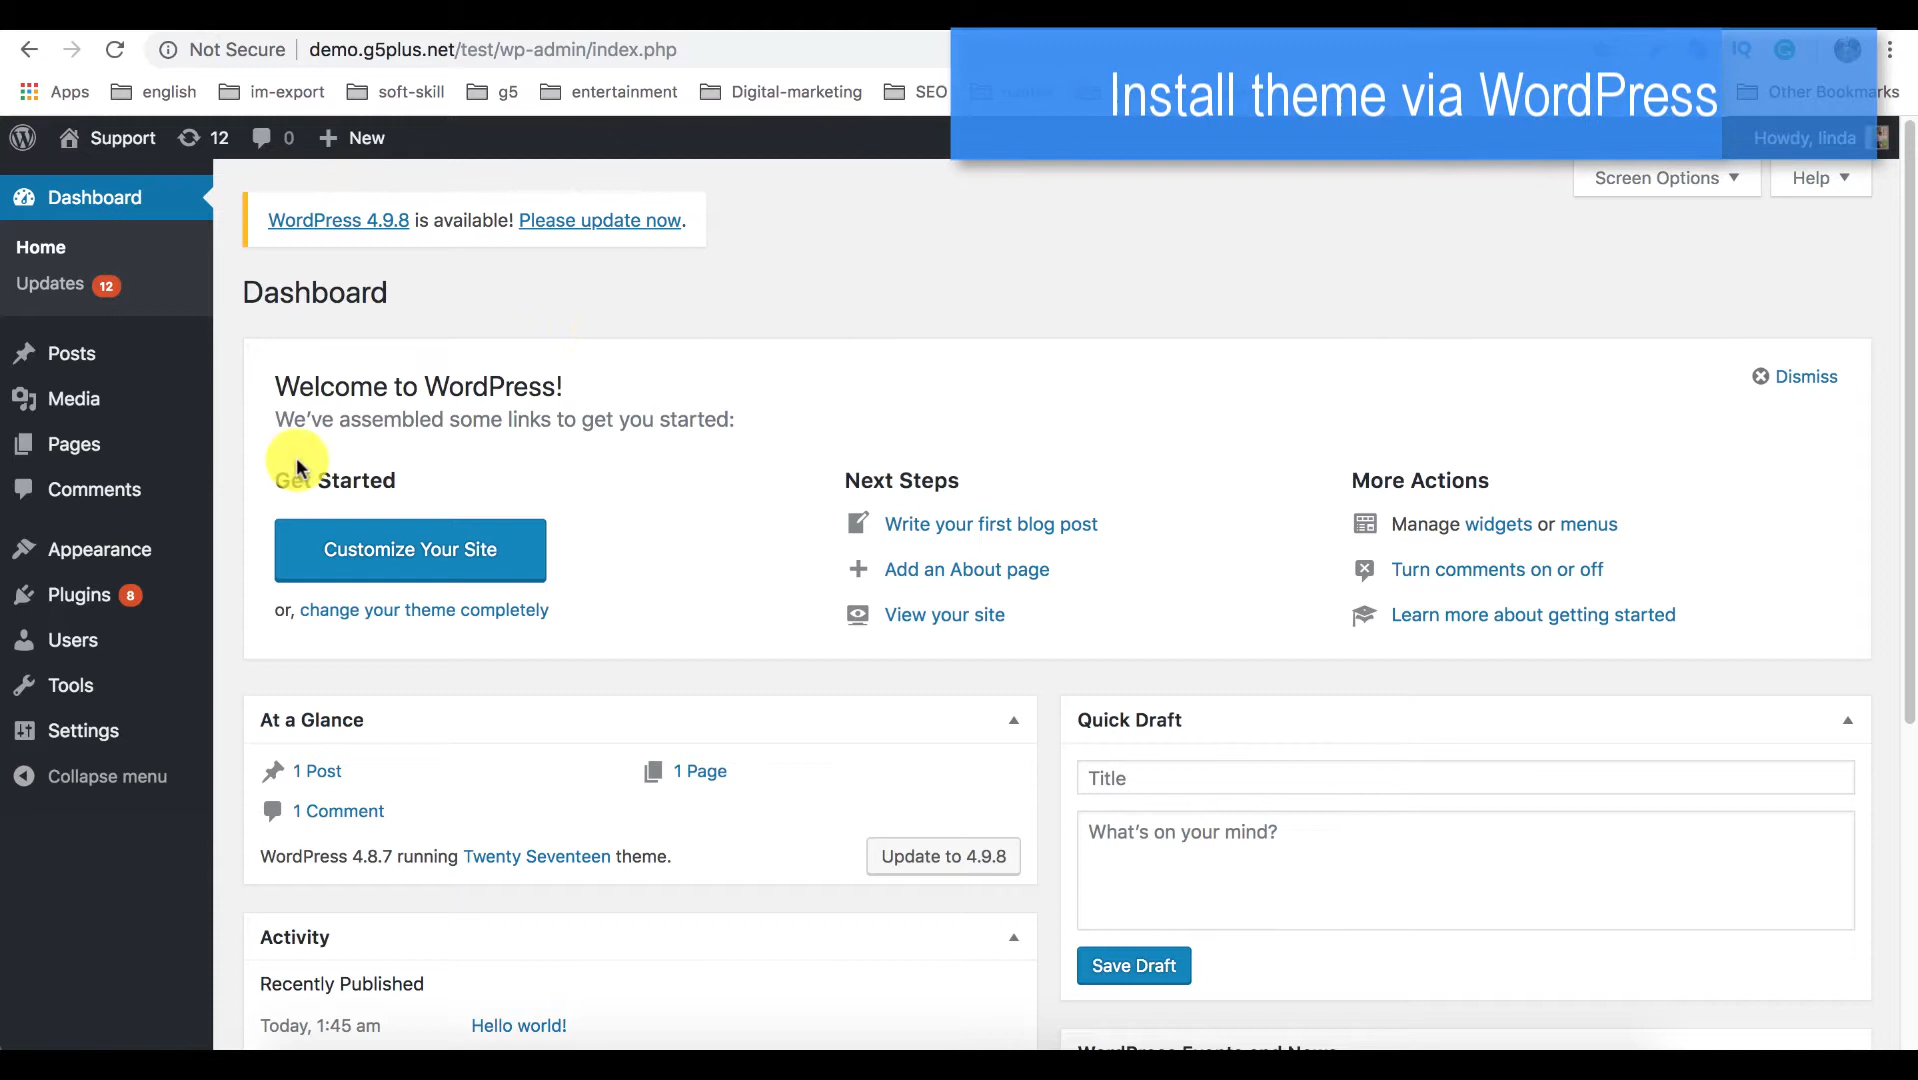 Not Secure demo.g5plus.net/test/wp-admin/index.php IQ
Install theme via WordPress
Apps english im-export soft-skill g5 entertainment Digital-marketing SEO Other Bookmarks
Support 12 0 New Howdy, linda
Screen Options Help
Dashboard
Home
Updates 12
Posts
Media
Pages
Comments
Appearance
Plugins 8
Users
Tools
Settings
Collapse menu
WordPress 4.9.8 is available! Please update now.
Dashboard
Welcome to WordPress!
Dismiss
We've assembled some links to get you started:
Get Started
Customize Your Site
or, change your theme completely
Next Steps
Write your first blog post
Add an About page
View your site
More Actions
Manage widgets or menus
Turn comments on or off
Learn more about getting started
At a Glance
1 Post 1 Page
1 Comment
WordPress 4.8.7 running Twenty Seventeen theme. Update to 4.9.8
Activity
Recently Published
Today, 1:45 am Hello world!
Quick Draft
Title
What's on your mind?
Save Draft
WordPress Events and News